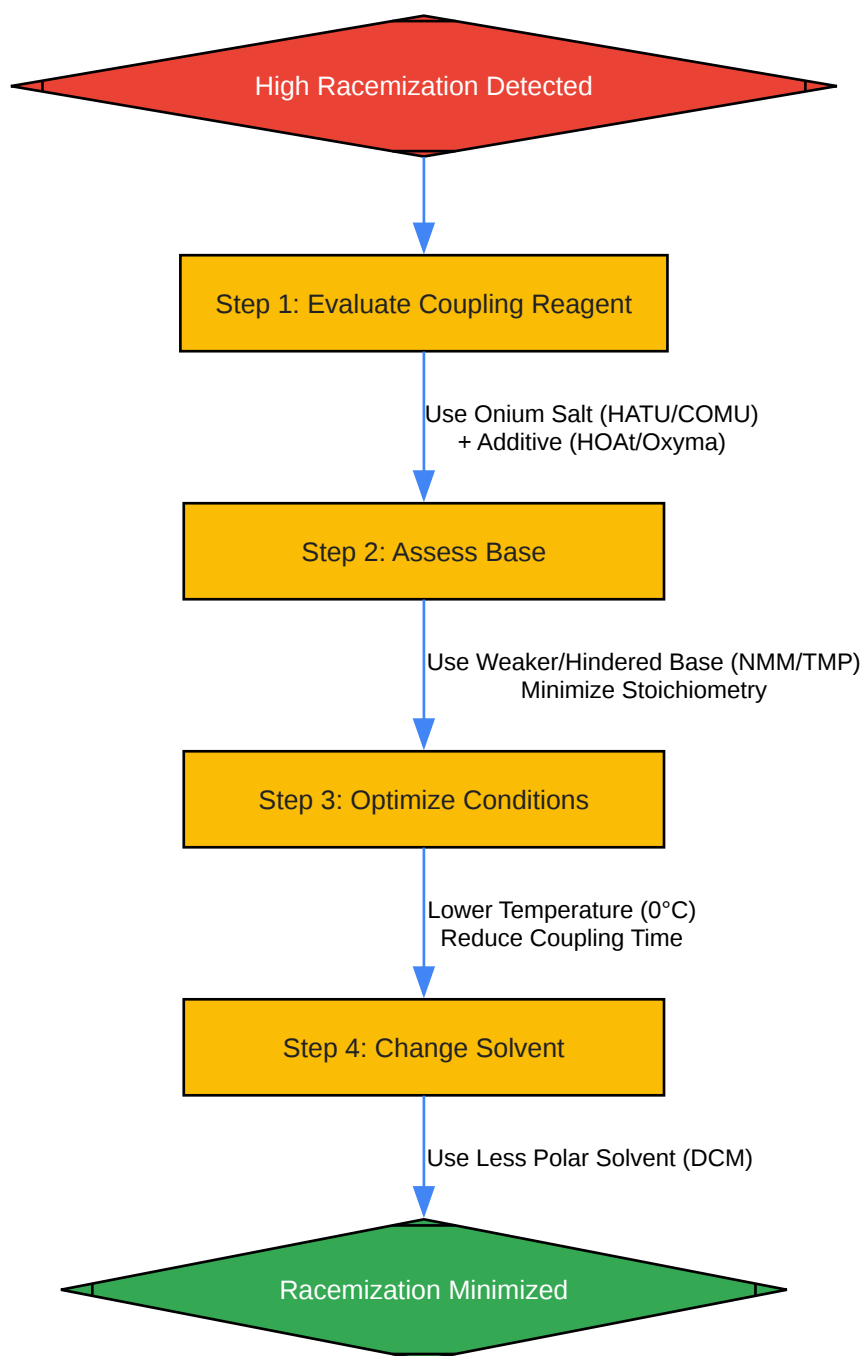 High Racemization Detected
Step 1: Evaluate Coupling Reagent
Use Onium Salt (HATU/COMU)
+ Additive (HOAt/Oxyma)
Step 2: Assess Base
Use Weaker/Hindered Base (NMM/TMP)
Minimize Stoichiometry
Step 3: Optimize Conditions
Lower Temperature (0°C)
Reduce Coupling Time
Step 4: Change Solvent
Use Less Polar Solvent (DCM)
Racemization Minimized